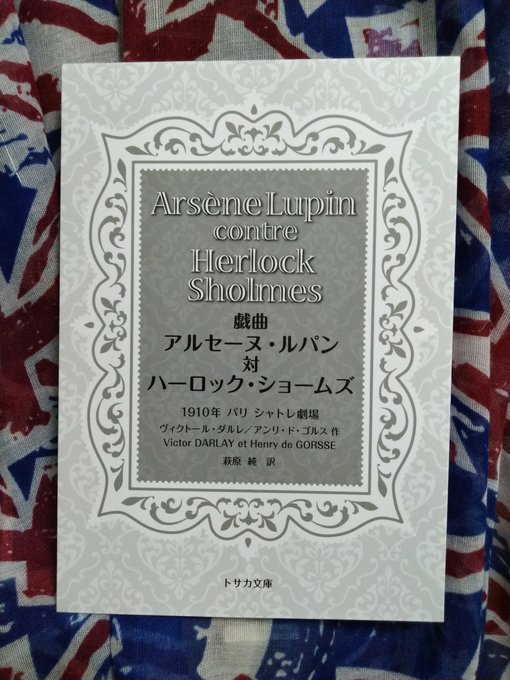 Arsène Lupin
contre
Herlock
Sholmes
戯曲
アルセーヌ・ルパン
対
ハーロック・ショームズ
1910年 パリ シャトレ劇場
ヴィクトール・ダルレ／アンリ・ド・ゴルス 作
Victor DARLAY et Henry de GORSSE
萩原 純 訳
トサカ文庫